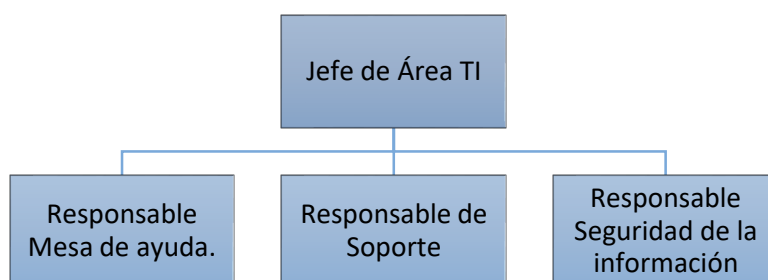 Jefe de Área TI
Responsable
Mesa de ayuda.
Responsable de
Soporte
Responsable
Seguridad de la
información